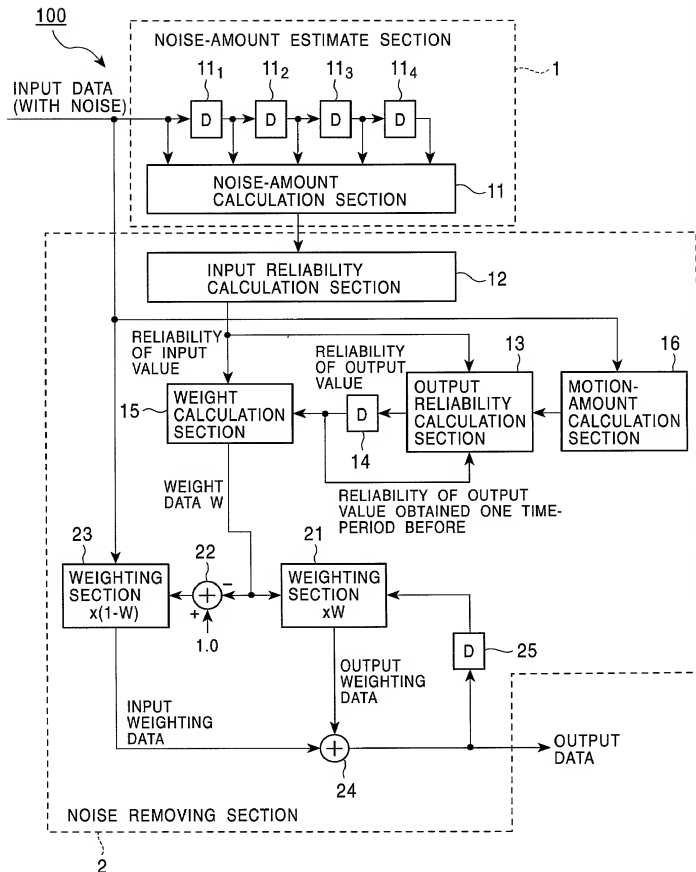 100
NOISE-AMOUNT ESTIMATE SECTION
1
INPUT DATA
(WITH NOISE)
11₁
11₂
11₃
11₄
D
D
D
D
NOISE-AMOUNT
CALCULATION SECTION
11
INPUT RELIABILITY
CALCULATION SECTION
12
RELIABILITY
OF INPUT
VALUE
RELIABILITY
OF OUTPUT
VALUE
13
16
15
WEIGHT
CALCULATION
SECTION
D
14
OUTPUT
RELIABILITY
CALCULATION
SECTION
MOTION-
AMOUNT
CALCULATION
SECTION
WEIGHT
DATA W
RELIABILITY OF OUTPUT
VALUE OBTAINED ONE TIME-
PERIOD BEFORE
23
22
21
WEIGHTING
SECTION
x(1-W)
−
+
+
1.0
WEIGHTING
SECTION
xW
D
25
INPUT
WEIGHTING
DATA
OUTPUT
WEIGHTING
DATA
+
24
OUTPUT
DATA
NOISE REMOVING SECTION
2